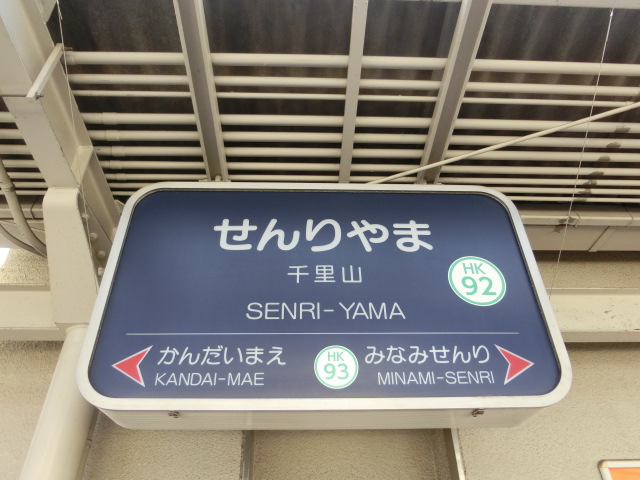 せんりやま
千里山
SENRI-YAMA
HK
92
かんだいまえ
KANDAI-MAE
HK
93
みなみせんり
MINAMI-SENRI